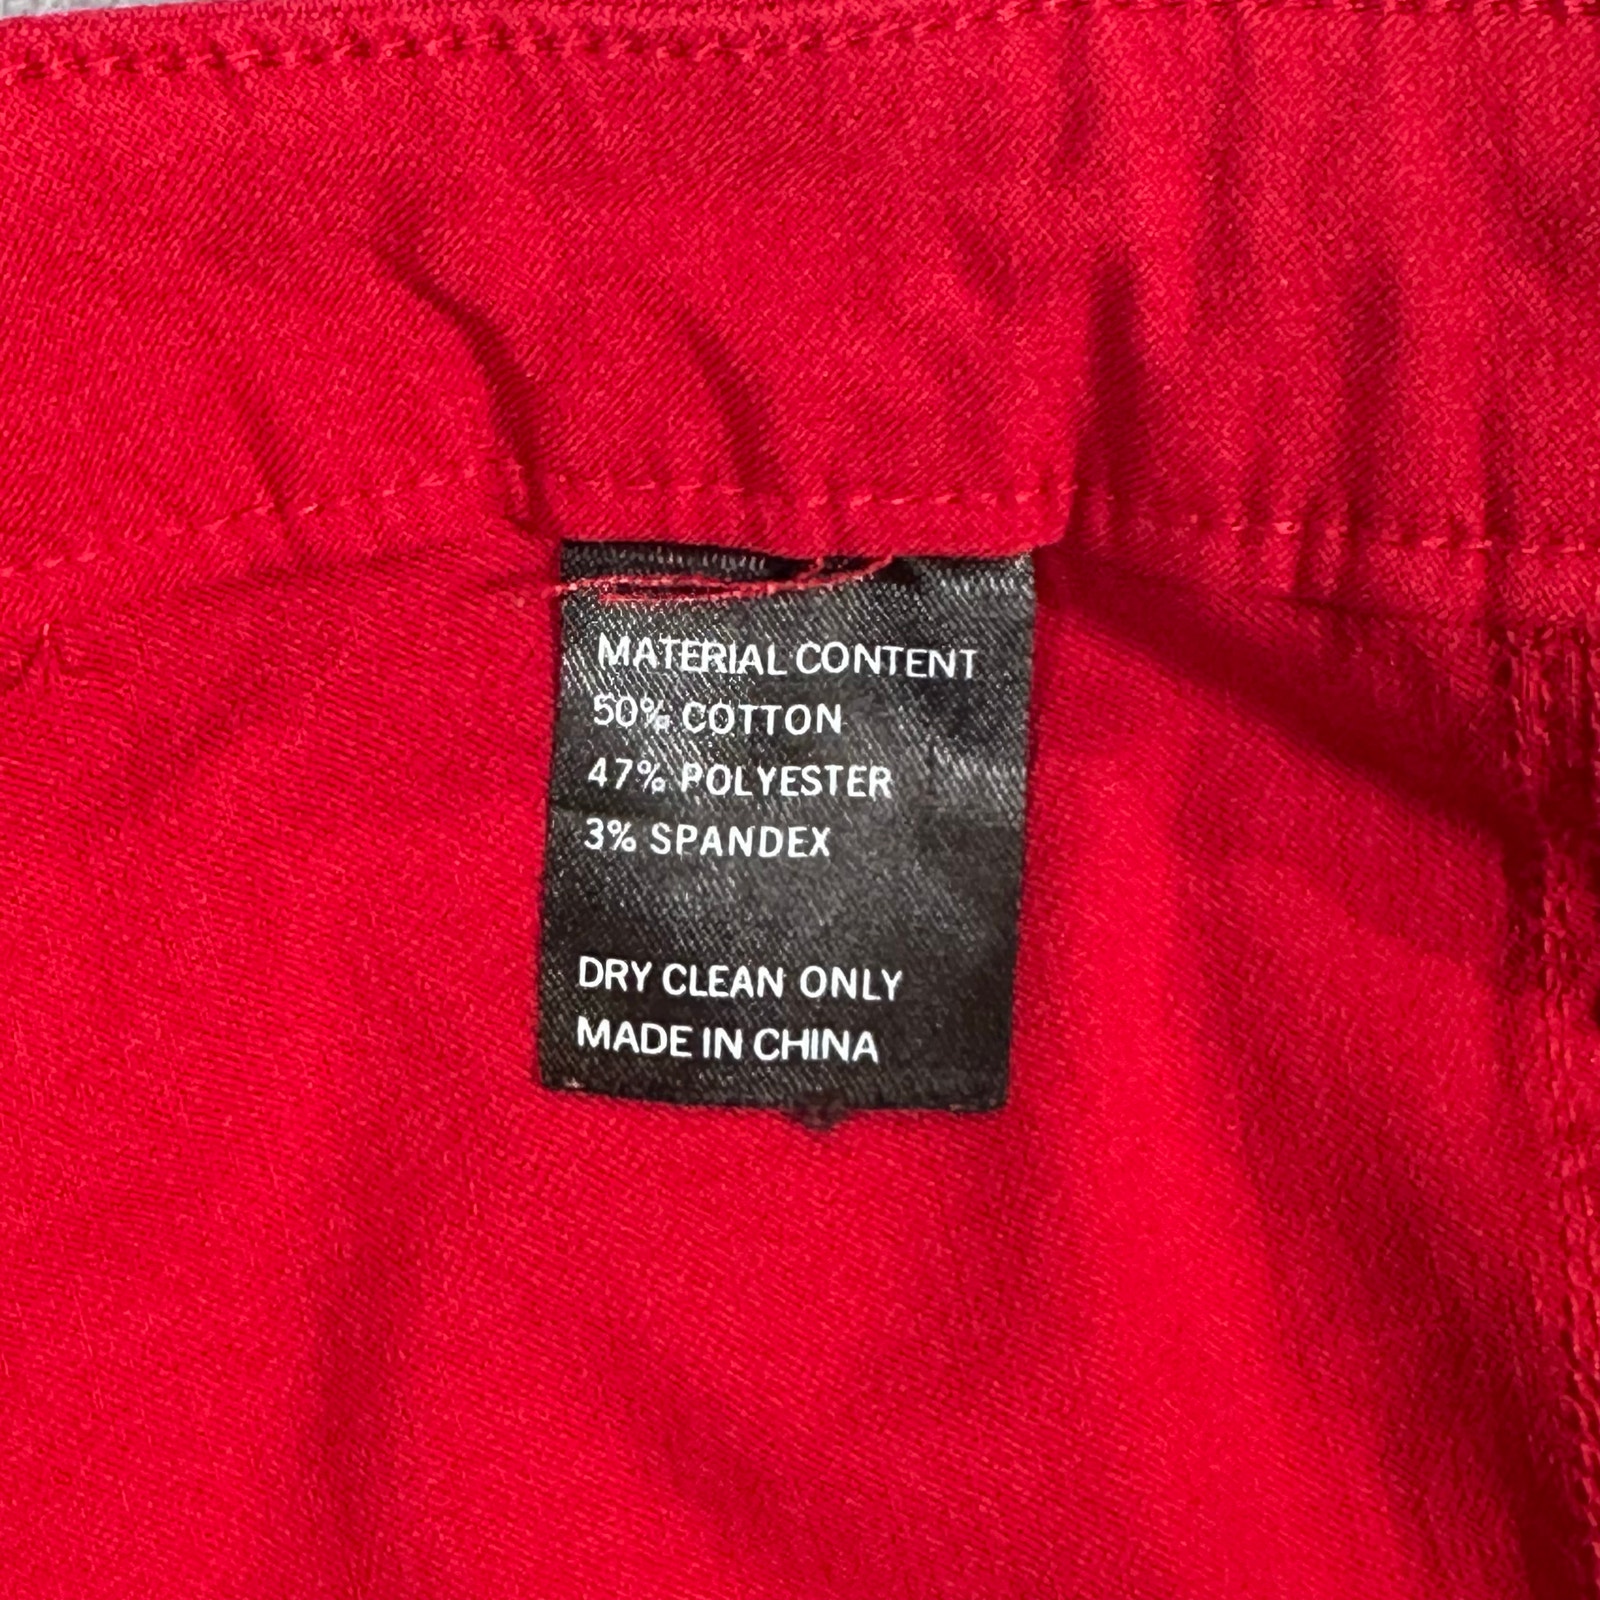 MATERIAL CONTENT
50% COTTON
47% POLYESTER
3% SPANDEX
DRY CLEAN ONLY
MADE IN CHINA